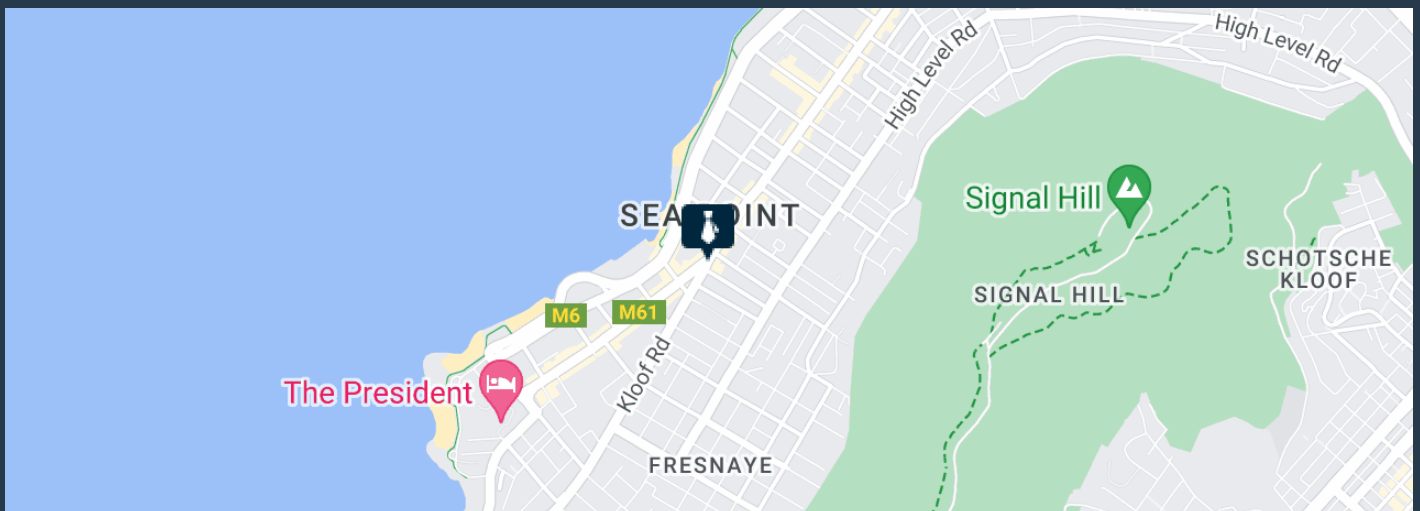 High Level Rd
High Level Rd
Signal Hill
SEA POINT
SCHOTSCHE
KLOOF
SIGNAL HILL
M6
M61
Kloof Rd
The President
FRESNAYE